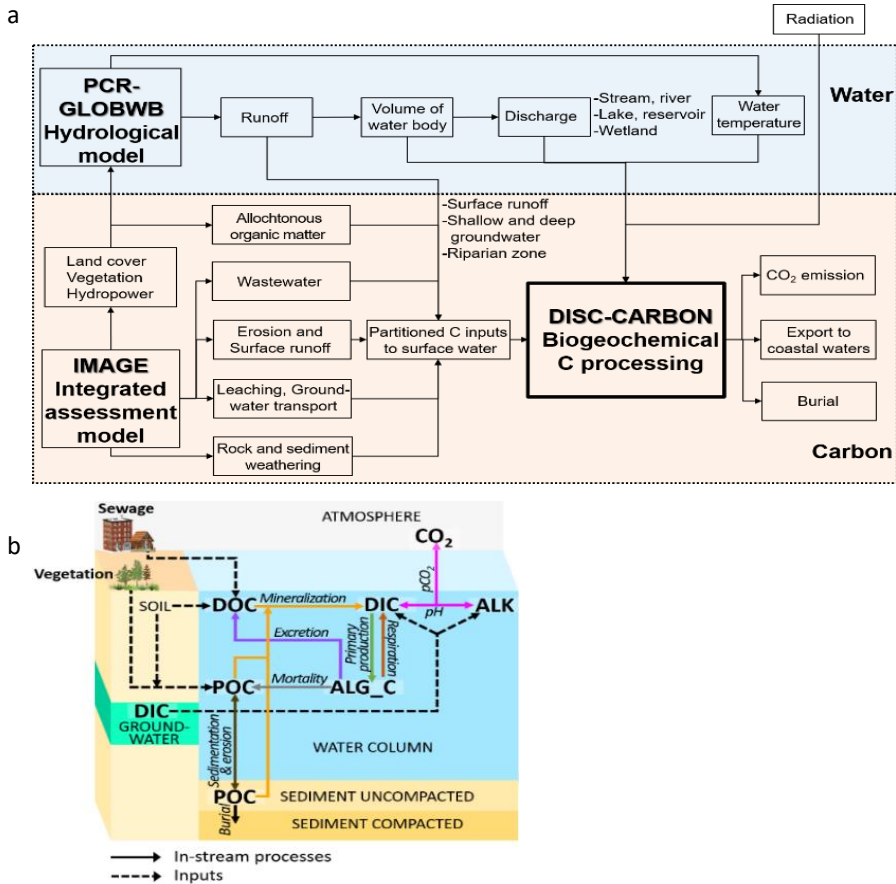 a
Radiation
PCR-
GLOBWB
Hydrological
model
Runoff
Volume of
water body
Discharge
-Stream, river
-Lake, reservoir
-Wetland
Water
temperature
Water
Allochtonous
organic matter
-Surface runoff
-Shallow and deep
groundwater
-Riparian zone
Land cover
Vegetation
Hydropower
Wastewater
Erosion and
Surface runoff
Partitioned C inputs
to surface water
DISC-CARBON
Biogeochemical
C processing
CO₂ emission
Export to
coastal waters
Burial
IMAGE
Integrated
assessment
model
Leaching, Ground-
water transport
Rock and sediment
weathering
Carbon
b
Sewage
ATMOSPHERE
CO₂
Vegetation
pCO₂
SOIL
DOC
Mineralization
DIC
pH
ALK
Excretion
Primary
production
Respiration
POC
Mortality
ALG_C
DIC
GROUND-
WATER
Sedimentation
& erosion
WATER COLUMN
POC
SEDIMENT UNCOMPACTED
Burial
SEDIMENT COMPACTED
In-stream processes
Inputs